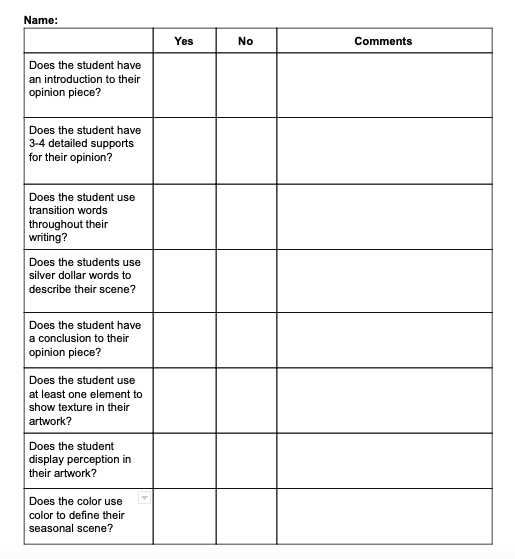 Name:
Yes No Comments
Does the student have
an introduction to their
opinion piece?
Does the student have
3-4 detailed supports
for their opinion?
Does the student use
transition words
throughout their
writing?
Does the students use
silver dollar words to
describe their scene?
Does the student have
a conclusion to their
opinion piece?
Does the student use
at least one element to
show texture in their
artwork?
Does the student
display perception in
their artwork?
Does the color use
color to define their
seasonal scene?